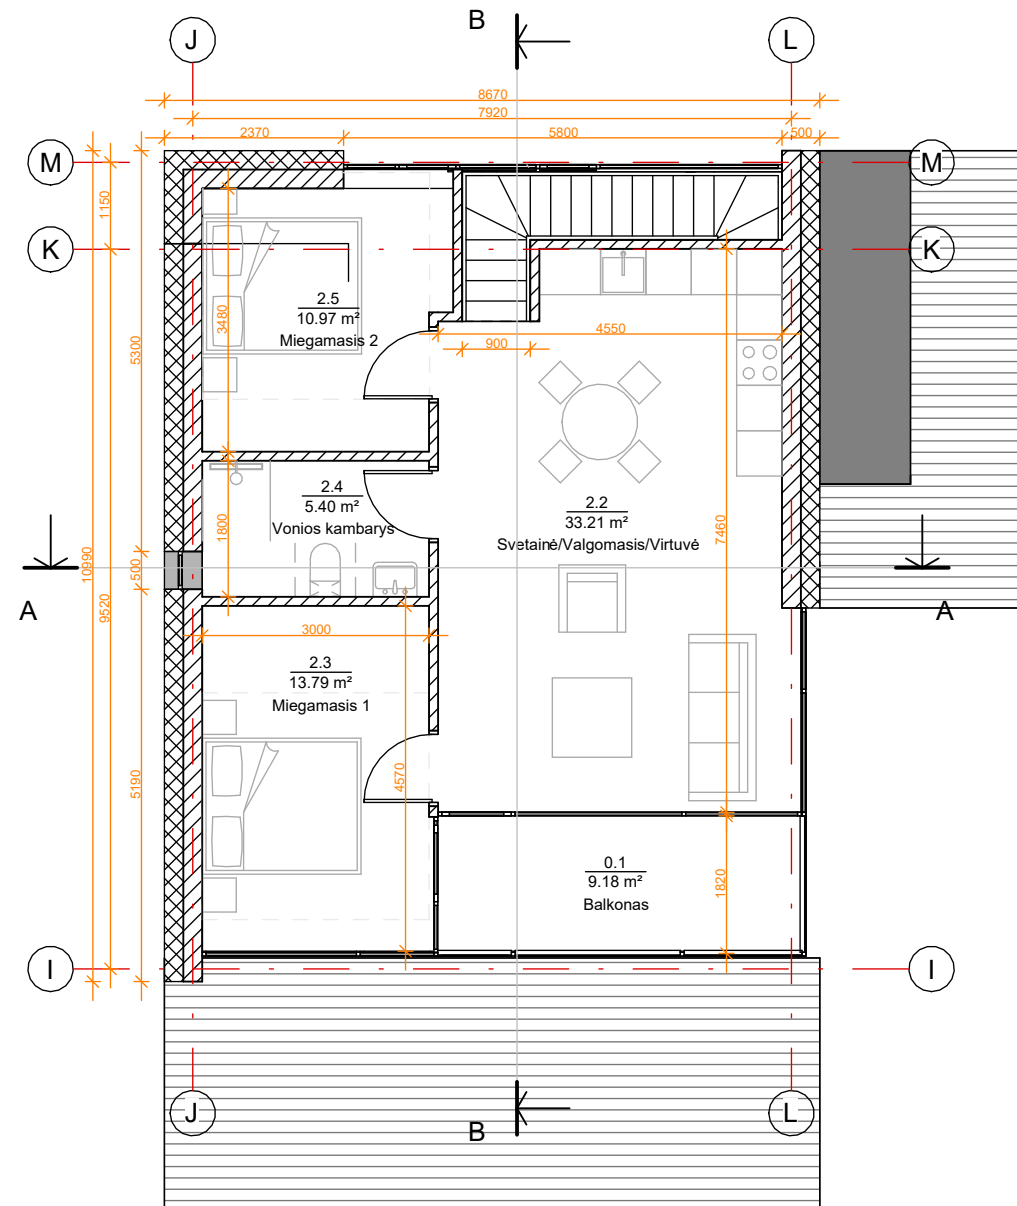 B
J
L
8670
7920
2370
5800
500
M
M
1150
K
K
2.5
10.97 m²
Miegamasis 2
3480
4550
900
5300
2.4
5.40 m²
Vonios kambarys
1800
2.2
33.21 m²
Svetainė/Valgomasis/Virtuvė
7460
10990
500
9520
A
A
3000
2.3
13.79 m²
Miegamasis 1
4570
5190
0.1
9.18 m²
Balkonas
1820
I
I
J
L
B